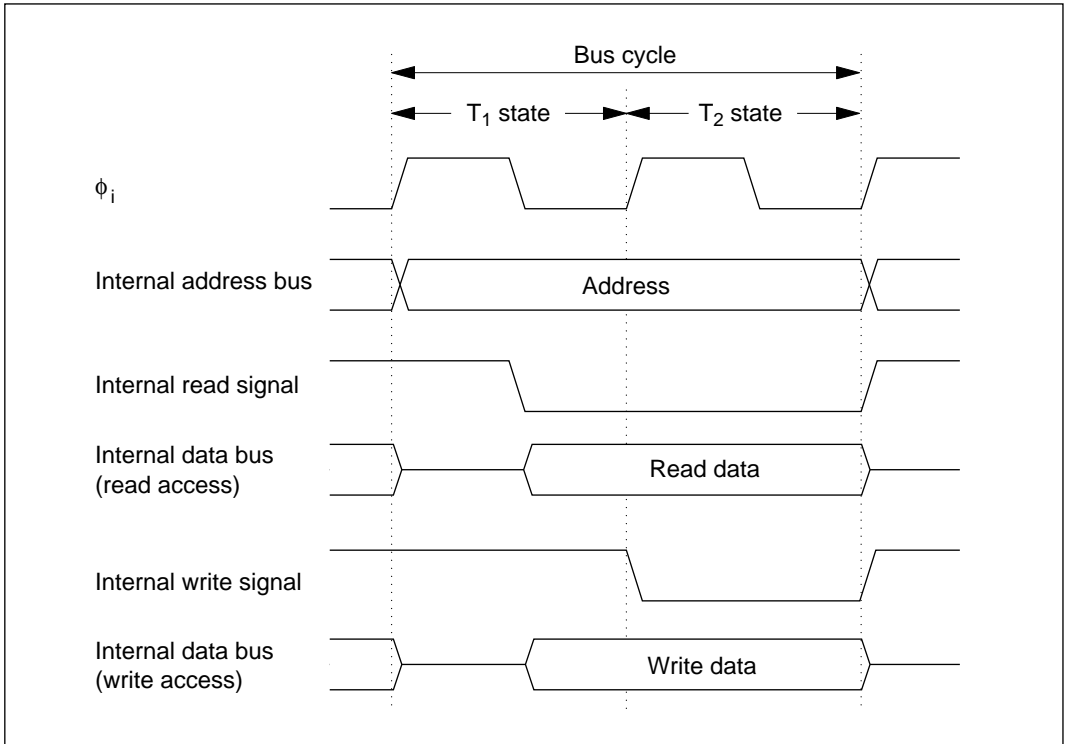 Bus cycle
T1 state
T2 state
ϕi
Internal address bus
Address
Internal read signal
Internal data bus
(read access)
Read data
Internal write signal
Internal data bus
(write access)
Write data